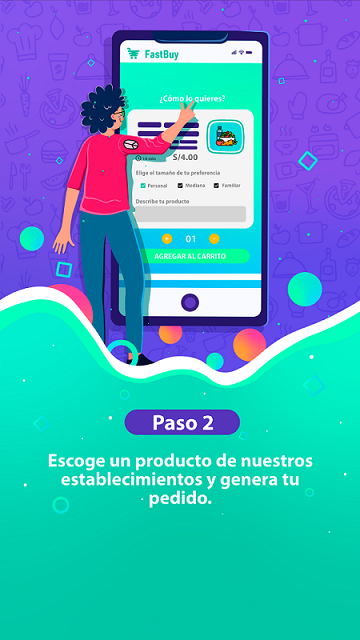 FastBuy
¿Cómo lo quieres?
S/4.00
Elige el tamaño de tu preferencia
Personal Mediano Familiar
Describe tu producto
01
AGREGAR AL CARRITO
Paso 2
Escoge un producto de nuestros
establecimientos y genera tu
pedido.